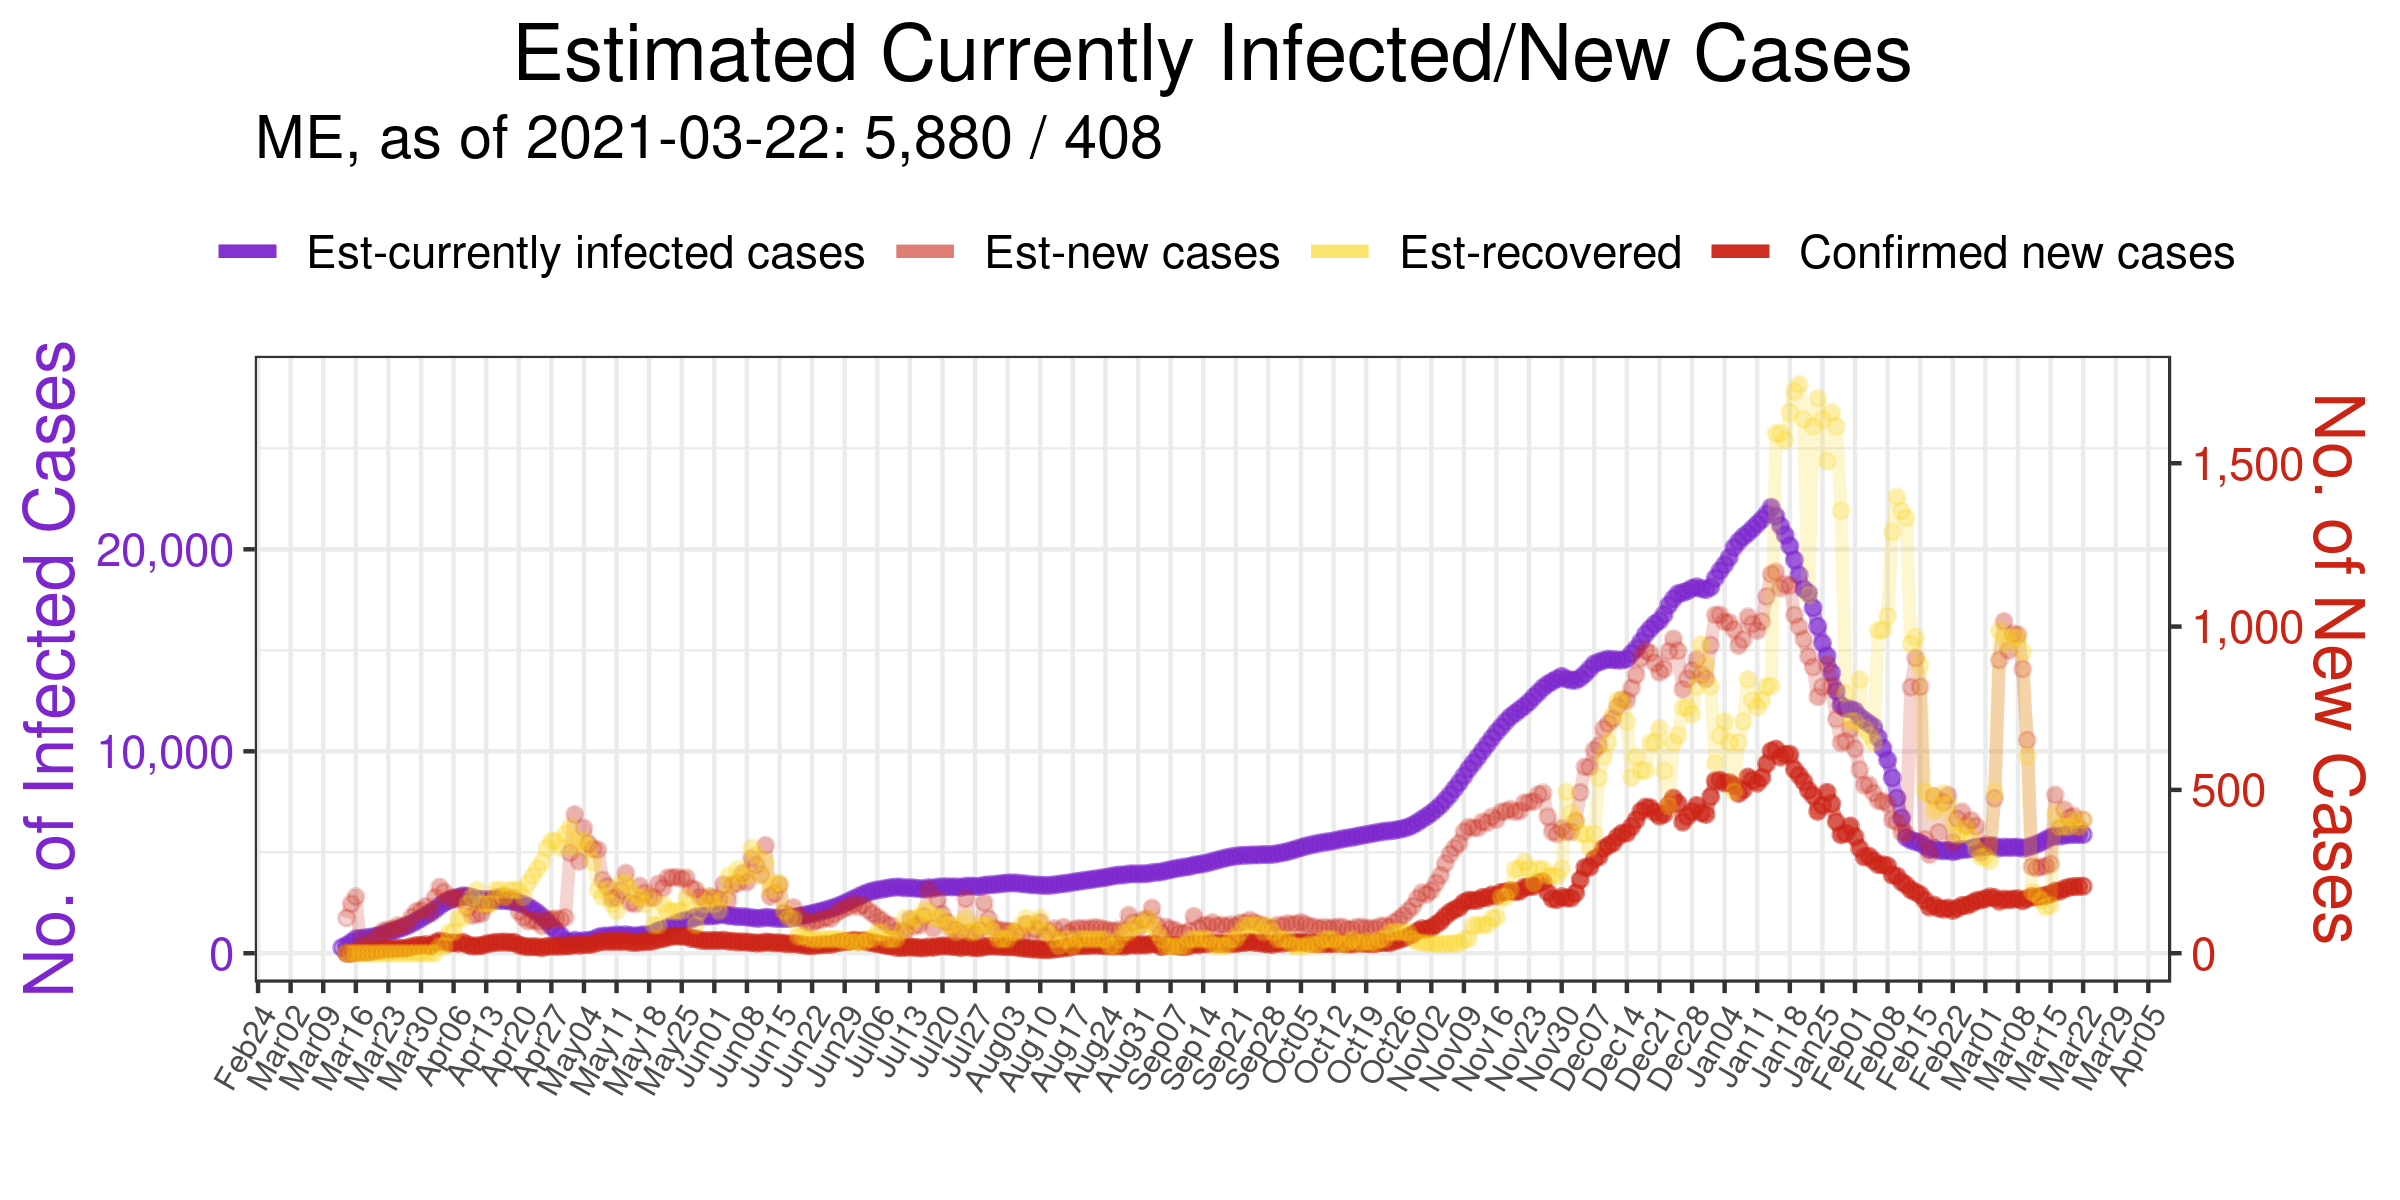 Estimated Currently Infected/New Cases
ME, as of 2021-03-22: 5,880 / 408
Est-currently infected cases Est-new cases Est-recovered Confirmed new cases
No. of Infected Cases
20,000
10,000
0
No. of New Cases
1,500
1,000
500
0
Feb24 Mar02 Mar09 Mar16 Mar23 Mar30 Apr06 Apr13 Apr20 Apr27 May04 May11 May18 May25 Jun01 Jun08 Jun15 Jun22 Jun29 Jul06 Jul13 Jul20 Jul27 Aug03 Aug10 Aug17 Aug24 Aug31 Sep07 Sep14 Sep21 Sep28 Oct05 Oct12 Oct19 Oct26 Nov02 Nov09 Nov16 Nov23 Nov30 Dec07 Dec14 Dec21 Dec28 Jan04 Jan11 Jan18 Jan25 Feb01 Feb08 Feb15 Feb22 Mar01 Mar08 Mar15 Mar22 Mar29 Apr05